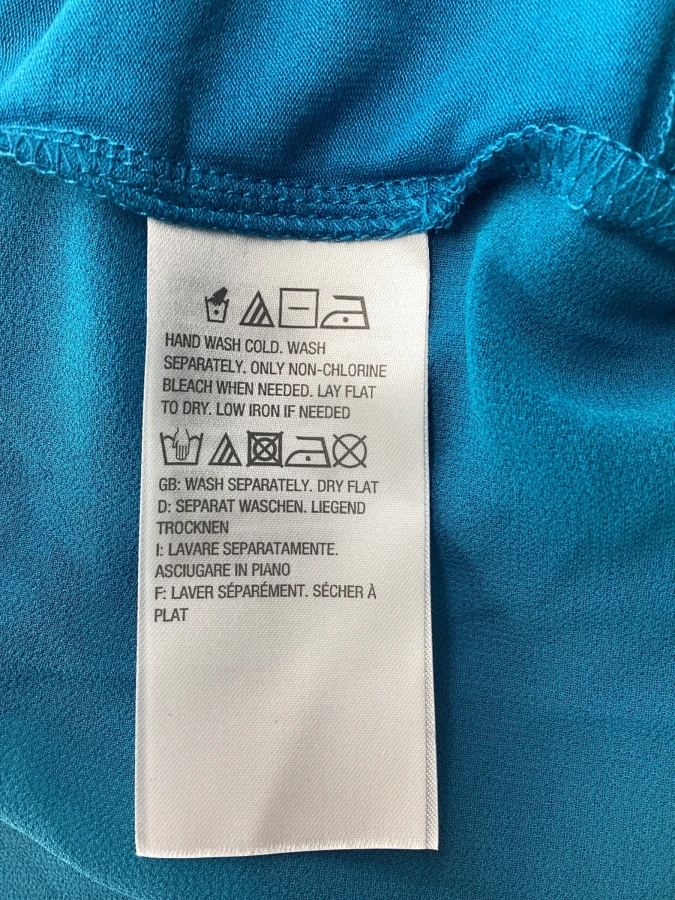 HAND WASH COLD. WASH
SEPARATELY. ONLY NON-CHLORINE
BLEACH WHEN NEEDED. LAY FLAT
TO DRY. LOW IRON IF NEEDED
GB: WASH SEPARATELY. DRY FLAT
D: SEPARAT WASCHEN. LIEGEND
TROCKNEN
I: LAVARE SEPARATAMENTE.
ASCIUGARE IN PIANO
F: LAVER SÉPARÉMENT. SÉCHER À
PLAT